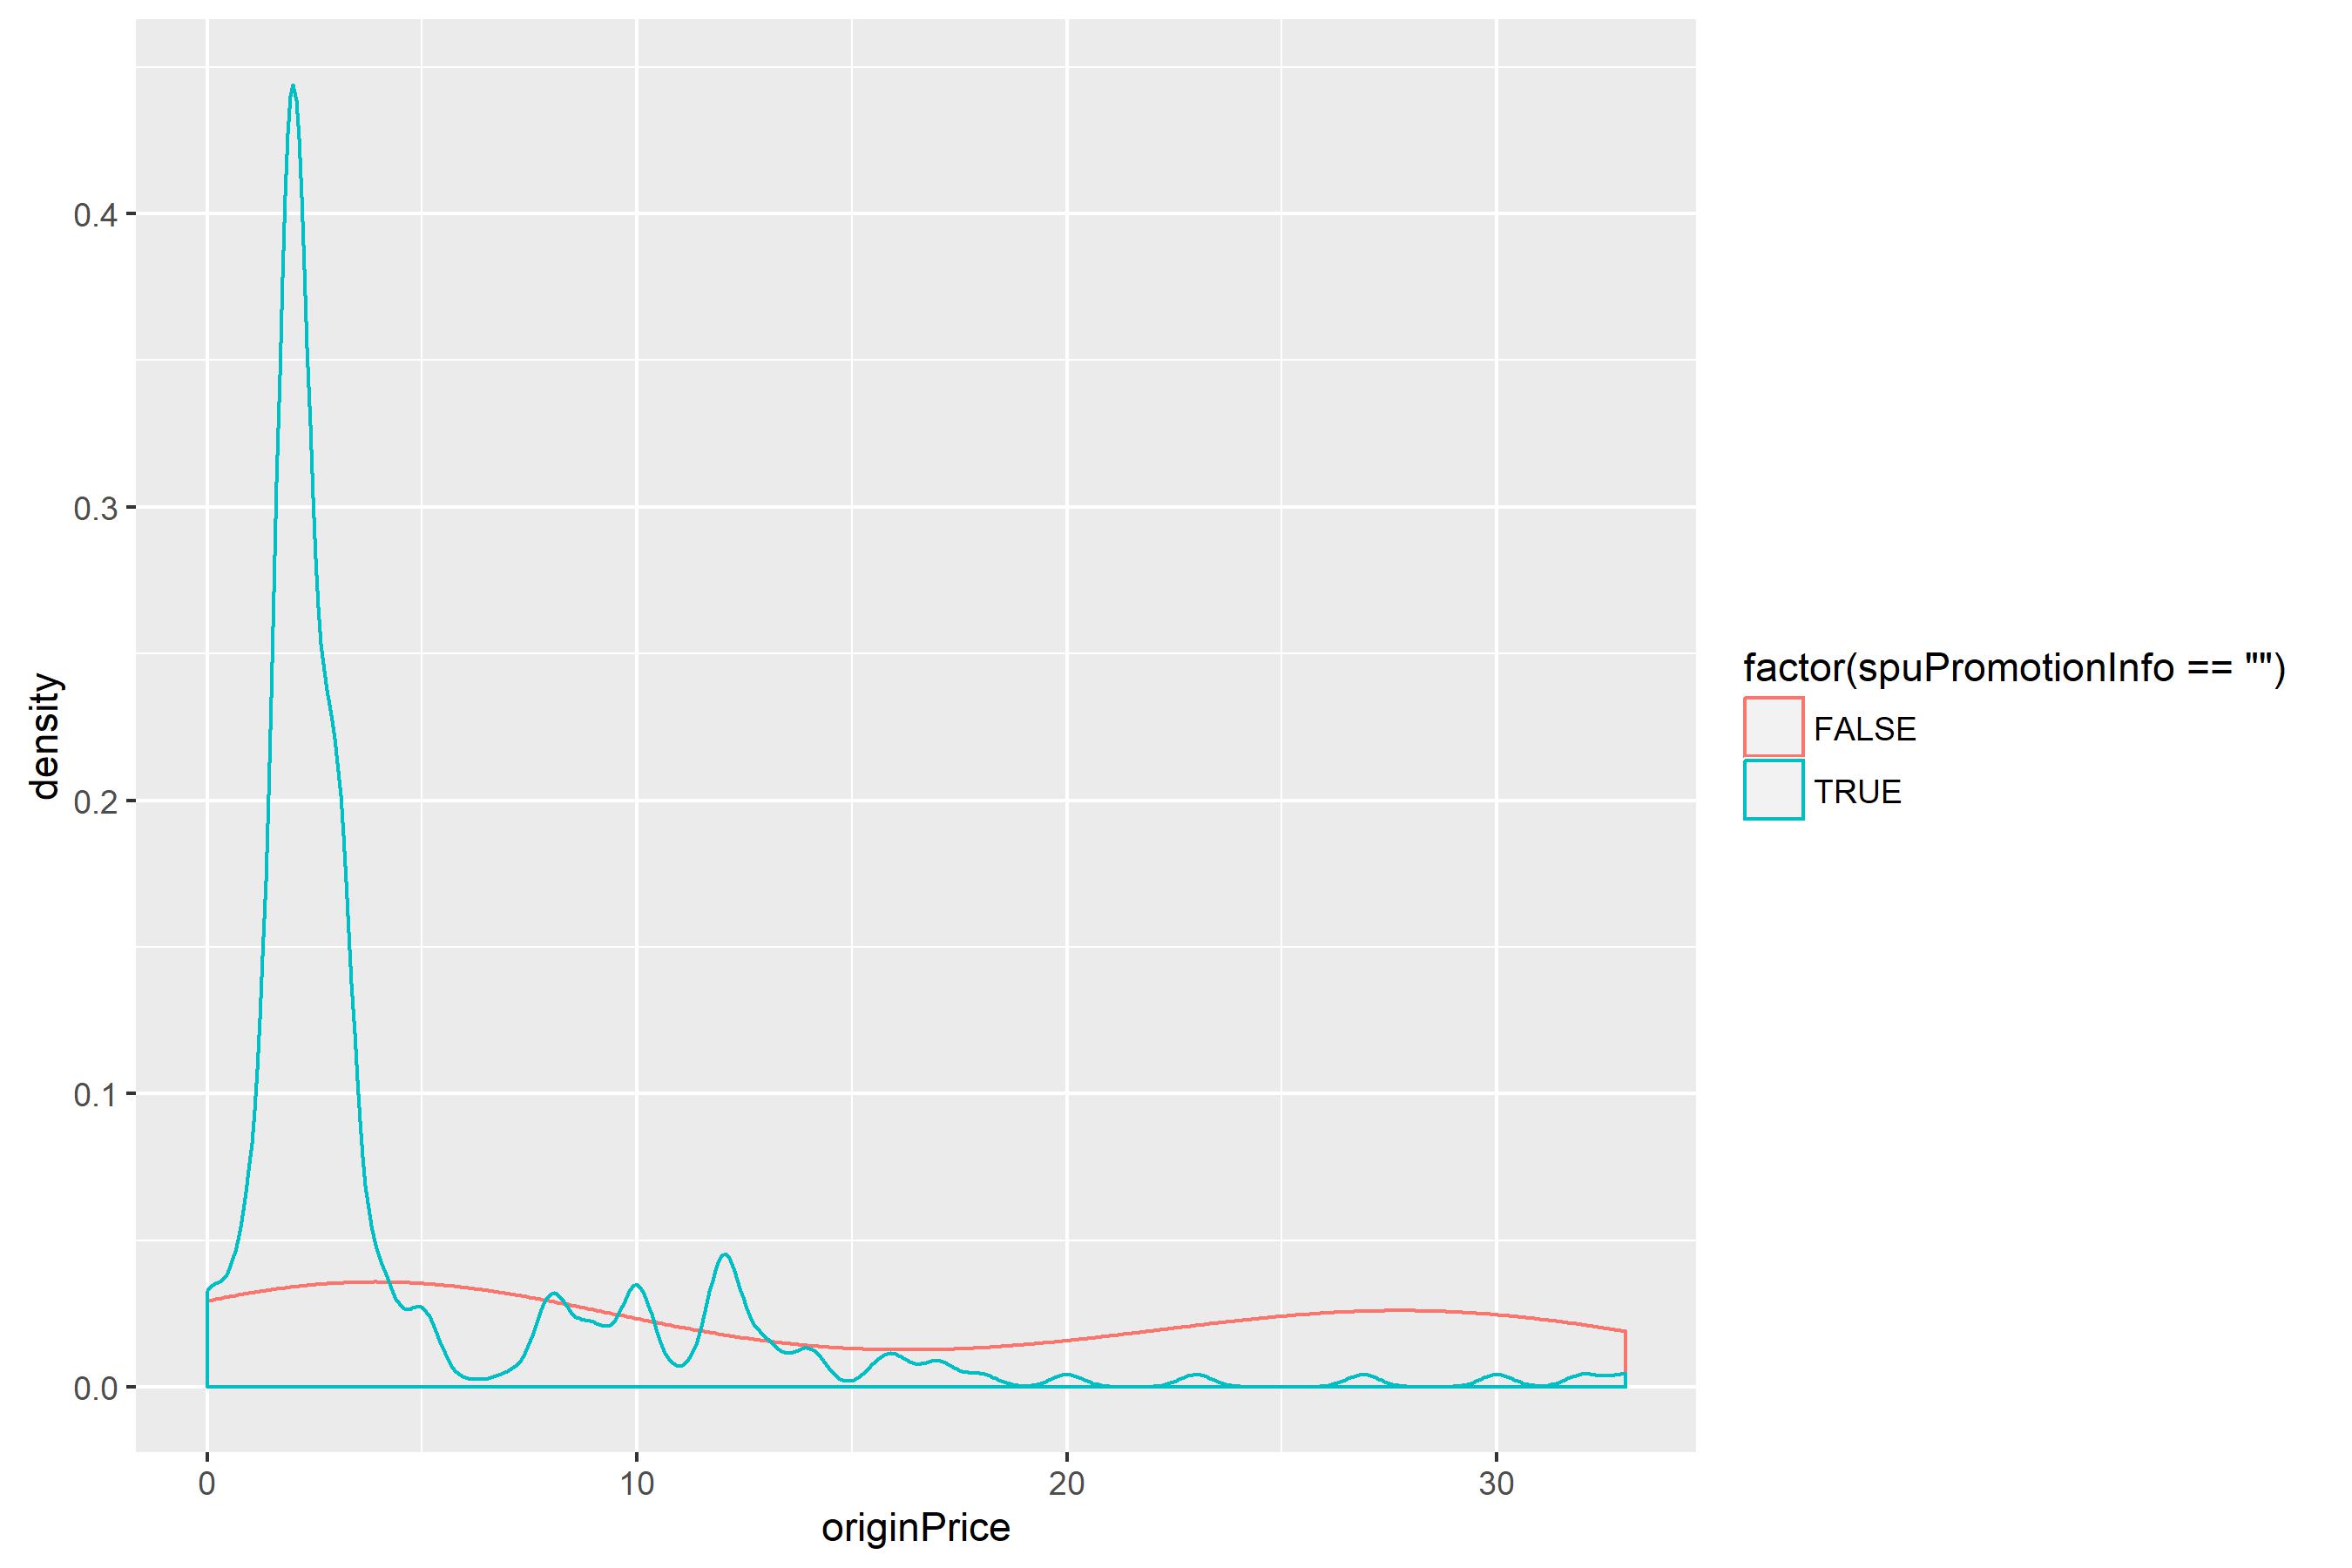 0.4
0.3
0.2
0.1
0.0
density
0
10
20
30
originPrice
factor(spuPromotionInfo == "")
FALSE
TRUE